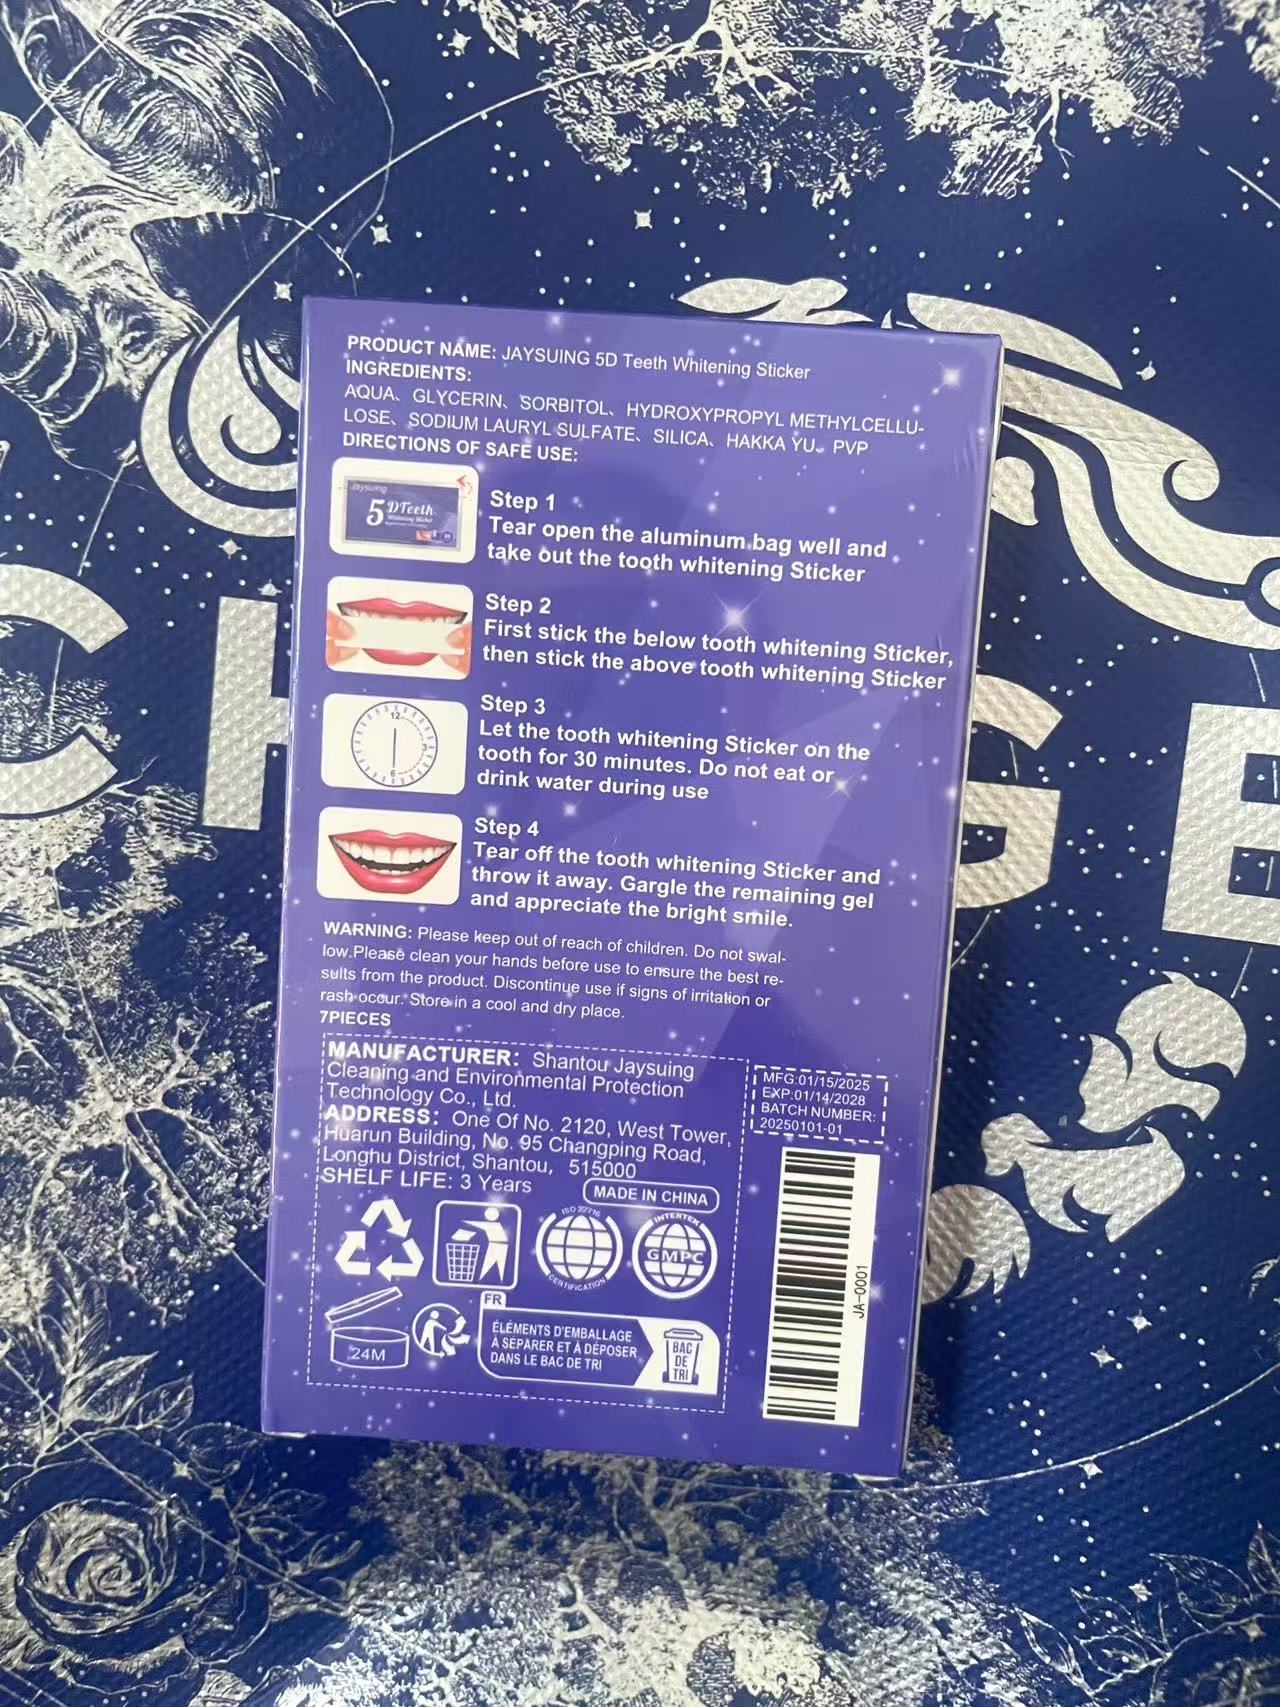 PRODUCT NAME: JAYSUING 5D Teeth Whitening Sticker
INGREDIENTS:
AQUA、GLYCERIN、SORBITOL、HYDROXYPROPYL METHYLCELLU-
LOSE、SODIUM LAURYL SULFATE、SILICA、HAKKA YU、PVP
DIRECTIONS OF SAFE USE:
Jaysuing
5 DTeeth
Whitening Sticker
Step 1
Tear open the aluminum bag well and
take out the tooth whitening Sticker
Step 2
First stick the below tooth whitening Sticker,
then stick the above tooth whitening Sticker
12
3
6
Step 3
Let the tooth whitening Sticker on the
tooth for 30 minutes. Do not eat or
drink water during use
Step 4
Tear off the tooth whitening Sticker and
throw it away. Gargle the remaining gel
and appreciate the bright smile.
WARNING: Please keep out of reach of children. Do not swal-
low.Please clean your hands before use to ensure the best re-
sults from the product. Discontinue use if signs of irritation or
rash occur. Store in a cool and dry place.
7PIECES
MANUFACTURER: Shantou Jaysuing
Cleaning and Environmental Protection
Technology Co., Ltd.
ADDRESS: One Of No. 2120, West Tower,
Huarun Building, No. 95 Changping Road,
Longhu District, Shantou, 515000
SHELF LIFE: 3 Years
MADE IN CHINA
MFG:01/15/2025
EXP:01/14/2028
BATCH NUMBER:
20250101-01
ISO 22716
CERTIFICATION
INTERTEK
GMPC
24M
FR
ÉLÉMENTS D'EMBALLAGE
À SÉPARER ET À DÉPOSER
DANS LE BAC DE TRI
BAC
DE
TRI
JA-0001
C
G E